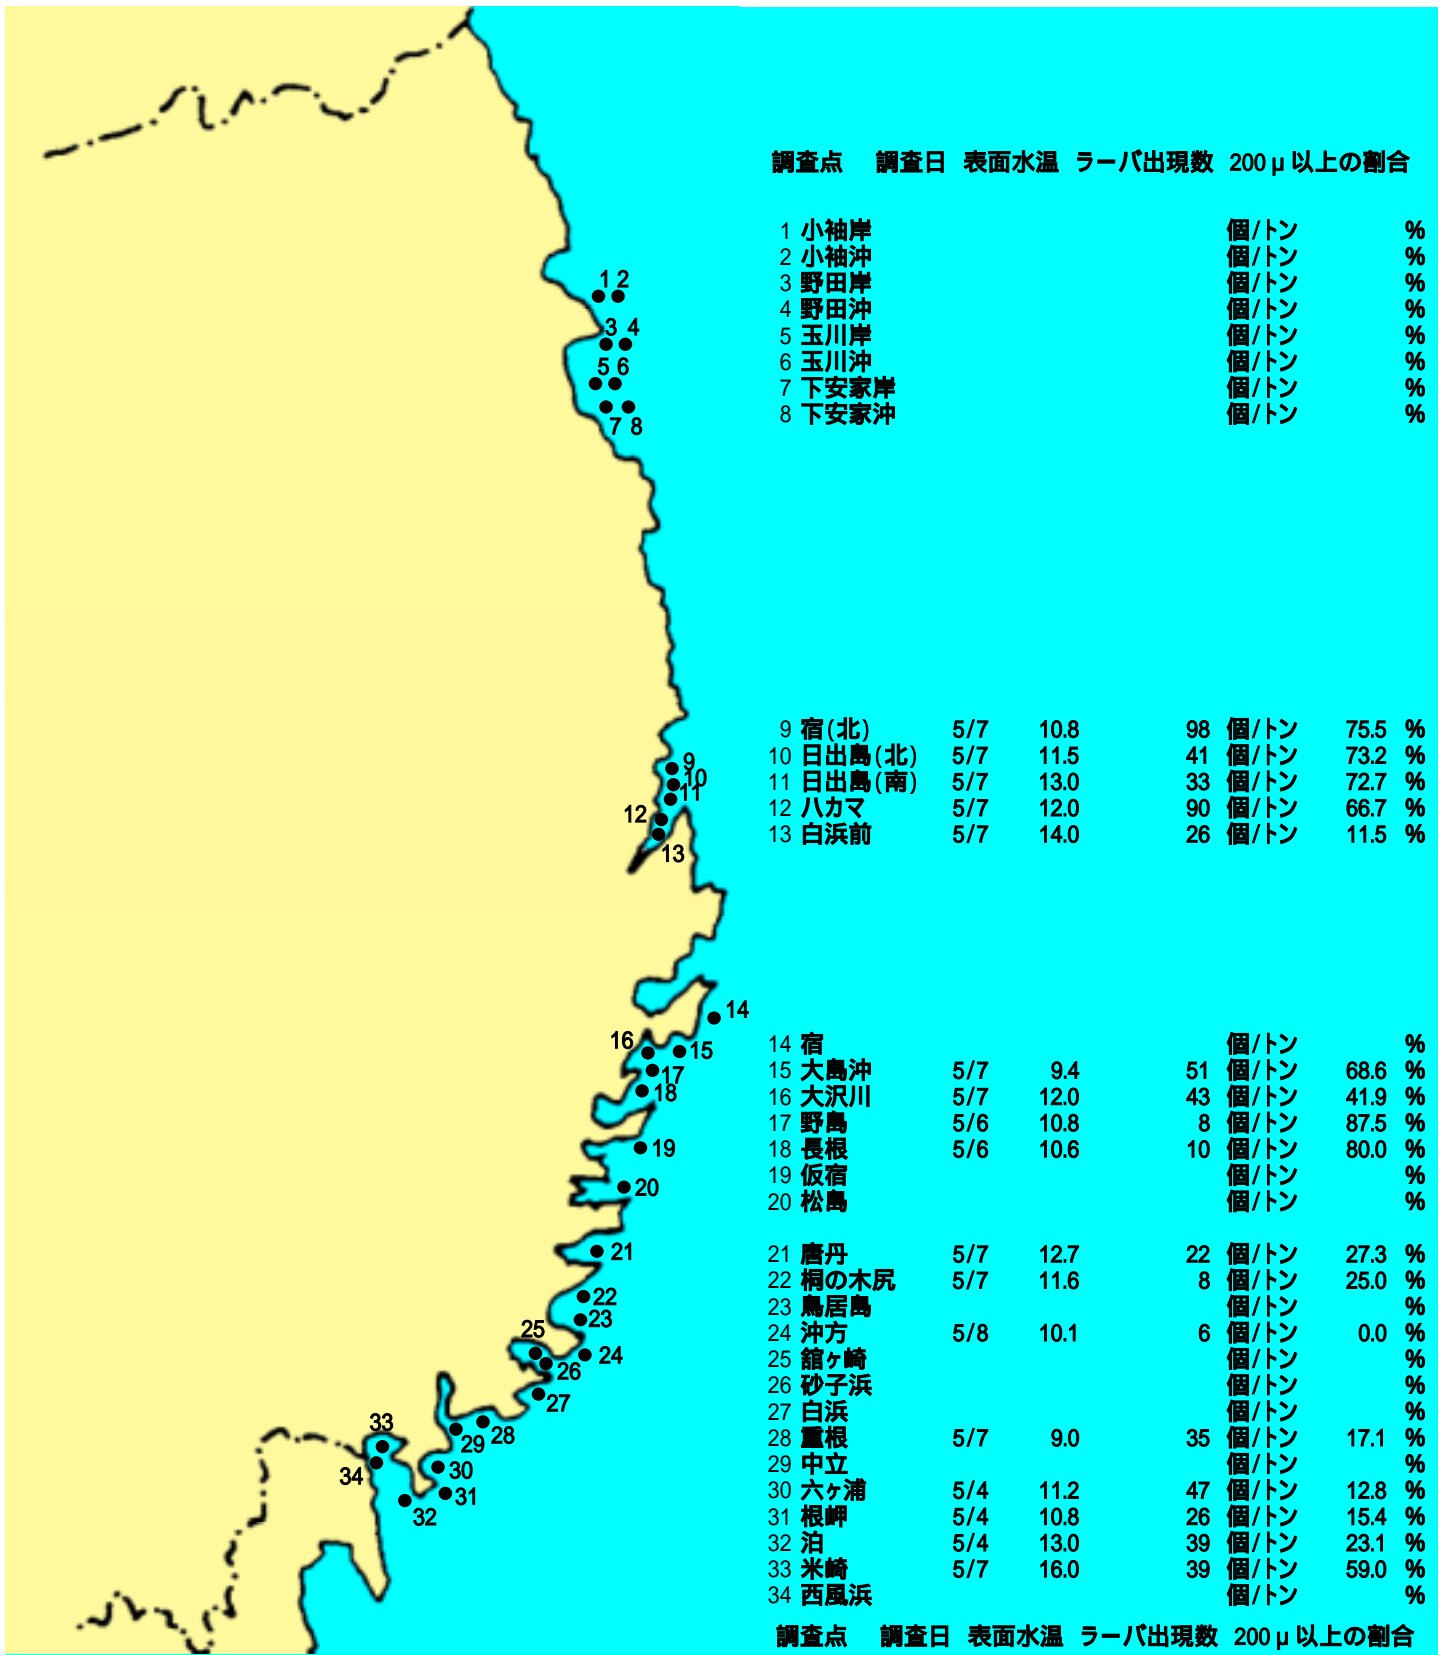 調査点 調査日 表面水温 ラーバ出現数 200μ以上の割合
1 小袖岸 個/トン %
2 小袖沖 個/トン %
3 野田岸 個/トン %
4 野田沖 個/トン %
5 玉川岸 個/トン %
6 玉川沖 個/トン %
7 下安家岸 個/トン %
8 下安家沖 個/トン %
9 宿(北) 5/7 10.8 98 個/トン 75.5 %
10 日出島(北) 5/7 11.5 41 個/トン 73.2 %
11 日出島(南) 5/7 13.0 33 個/トン 72.7 %
12 ハカマ 5/7 12.0 90 個/トン 66.7 %
13 白浜前 5/7 14.0 26 個/トン 11.5 %
14 宿 個/トン %
15 大島沖 5/7 9.4 51 個/トン 68.6 %
16 大沢川 5/7 12.0 43 個/トン 41.9 %
17 野島 5/6 10.8 8 個/トン 87.5 %
18 長根 5/6 10.6 10 個/トン 80.0 %
19 仮宿 個/トン %
20 松島 個/トン %
21 唐丹 5/7 12.7 22 個/トン 27.3 %
22 桐の木尻 5/7 11.6 8 個/トン 25.0 %
23 鳥居島 個/トン %
24 沖方 5/8 10.1 6 個/トン 0.0 %
25 舘ヶ崎 個/トン %
26 砂子浜 個/トン %
27 白浜 個/トン %
28 重根 5/7 9.0 35 個/トン 17.1 %
29 中立 個/トン %
30 六ヶ浦 5/4 11.2 47 個/トン 12.8 %
31 根岬 5/4 10.8 26 個/トン 15.4 %
32 泊 5/4 13.0 39 個/トン 23.1 %
33 米崎 5/7 16.0 39 個/トン 59.0 %
34 西風浜 個/トン %
調査点 調査日 表面水温 ラーバ出現数 200μ以上の割合
1 2
3 4
5 6
7 8
9
10
11
12
13
14
15
16
17
18
19
20
21
22
23
24
25
26
27
28
29
30
31
32
33
34